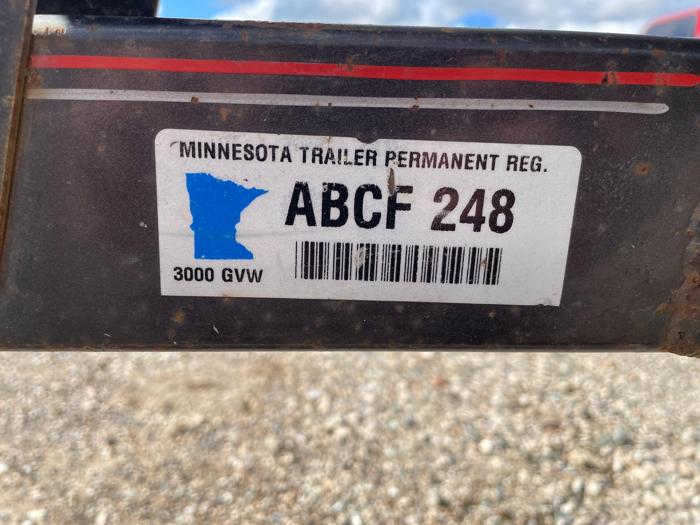 MINNESOTA TRAILER PERMANENT REG.
ABCF 248
3000 GVW